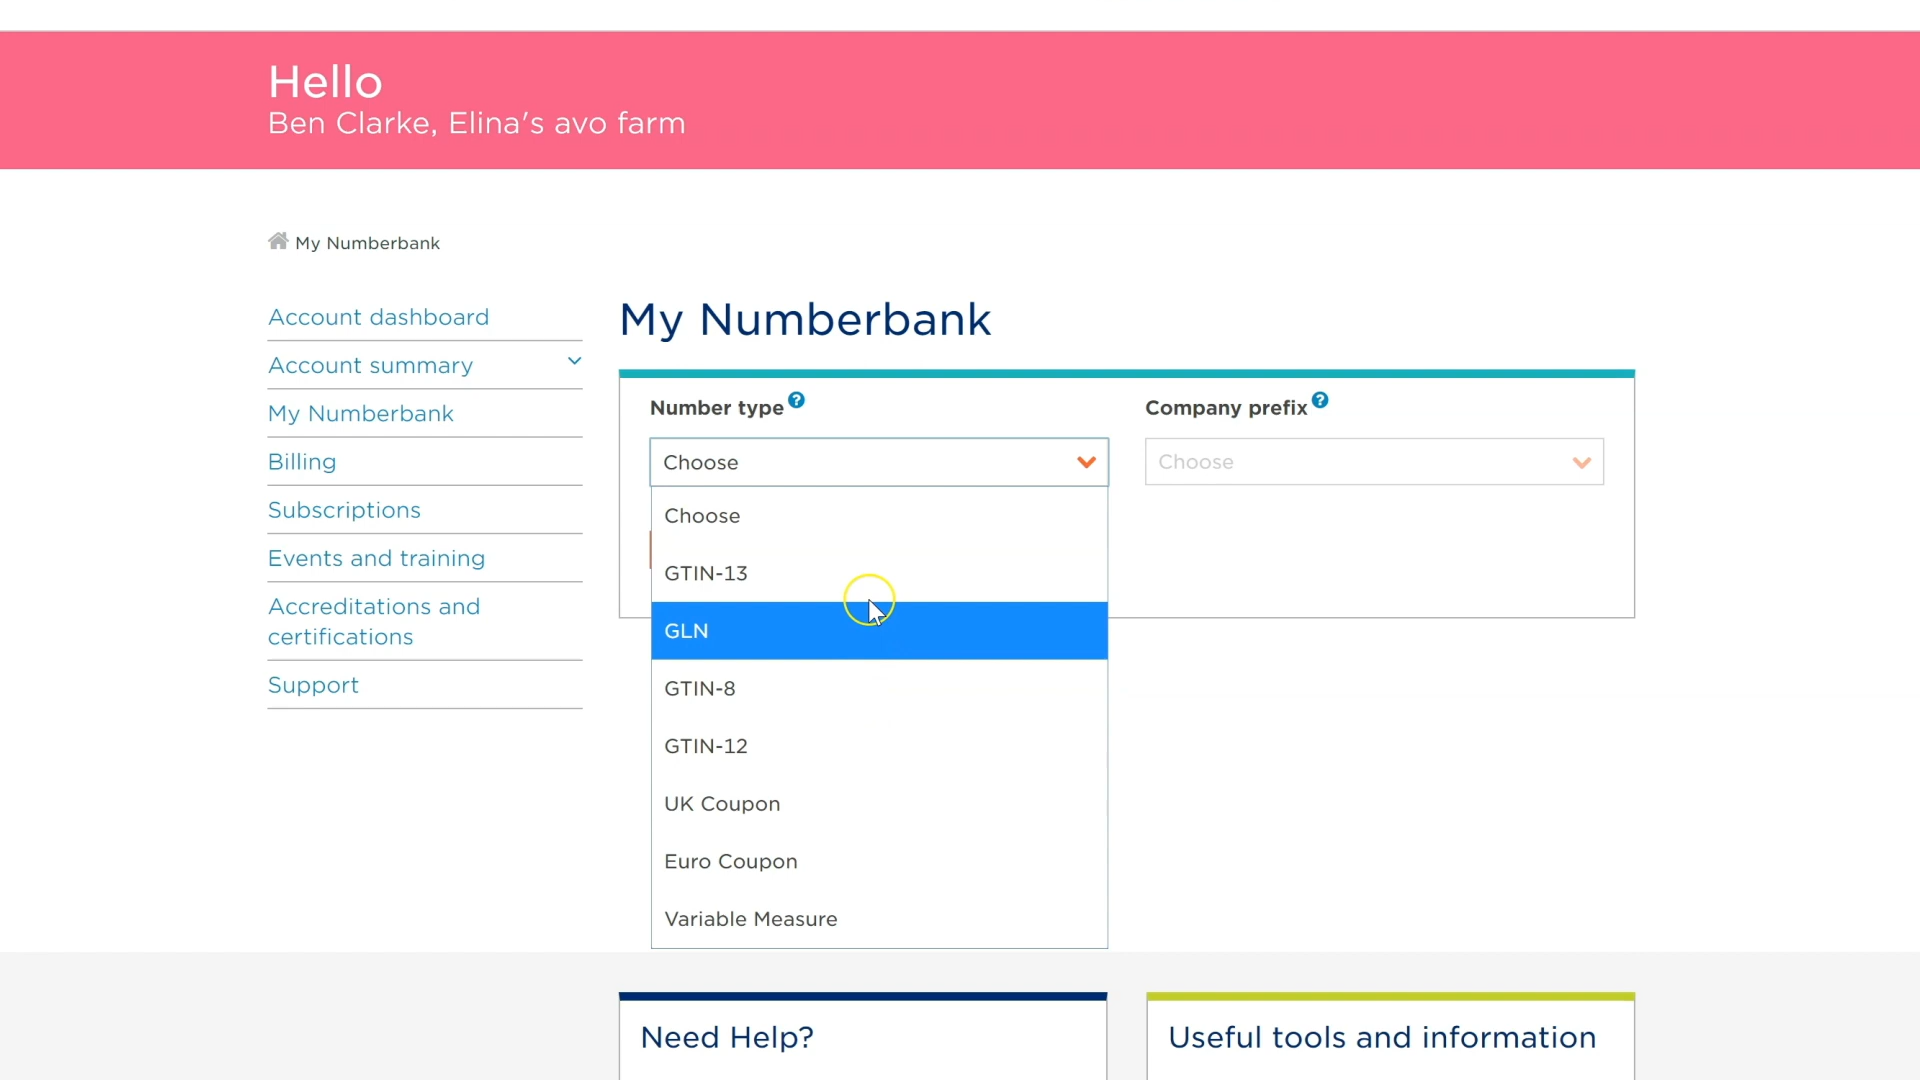 Hello
Ben Clarke, Elina's avo farm
My Numberbank
Account dashboard
Account summary
My Numberbank
Billing
Subscriptions
Events and training
Accreditations and
certifications
Support
My Numberbank
Number type ?
Company prefix ?
Choose
Choose
Choose
GTIN-13
GLN
GTIN-8
GTIN-12
UK Coupon
Euro Coupon
Variable Measure
Need Help?
Useful tools and information